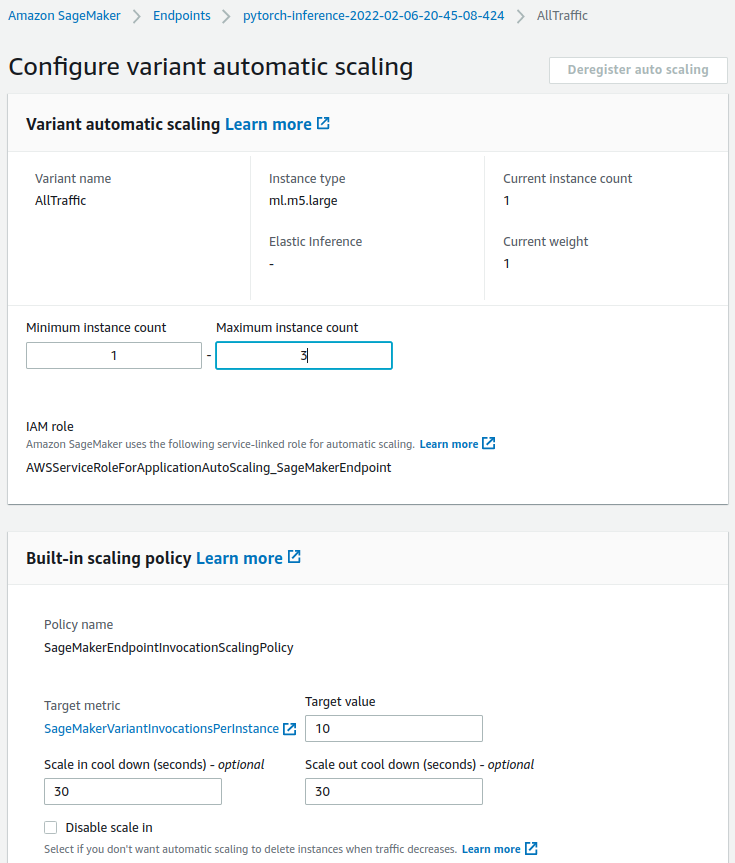 Amazon SageMaker > Endpoints > pytorch-inference-2022-02-06-20-45-08-424 > AllTraffic
Configure variant automatic scaling
Deregister auto scaling
Variant automatic scaling Learn more
Variant name
AllTraffic
Instance type
ml.m5.large
Elastic Inference
-
Current instance count
1
Current weight
1
Minimum instance count Maximum instance count
1 - 3
IAM role
Amazon SageMaker uses the following service-linked role for automatic scaling. Learn more
AWSServiceRoleForApplicationAutoScaling_SageMakerEndpoint
Built-in scaling policy Learn more
Policy name
SageMakerEndpointInvocationScalingPolicy
Target metric
SageMakerVariantInvocationsPerInstance
Target value
10
Scale in cool down (seconds) - optional
30
Scale out cool down (seconds) - optional
30
Disable scale in
Select if you don't want automatic scaling to delete instances when traffic decreases. Learn more